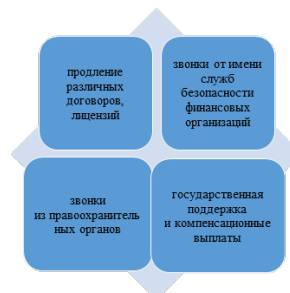 продление
различных
договоров,
лицензий
звонки от имени
служб
безопасности
финансовых
организаций
звонки
из правоохранитель
ных органов
государственная
поддержка
и компенсационные
выплаты